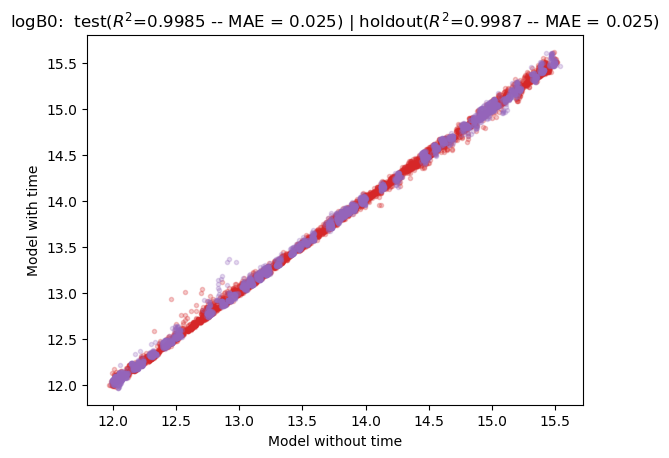 logB0:  test(R²=0.9985 -- MAE = 0.025) | holdout(R²=0.9987 -- MAE = 0.025)
15.5
15.0
14.5
14.0
13.5
13.0
12.5
12.0
Model with time
12.0 12.5 13.0 13.5 14.0 14.5 15.0 15.5
Model without time